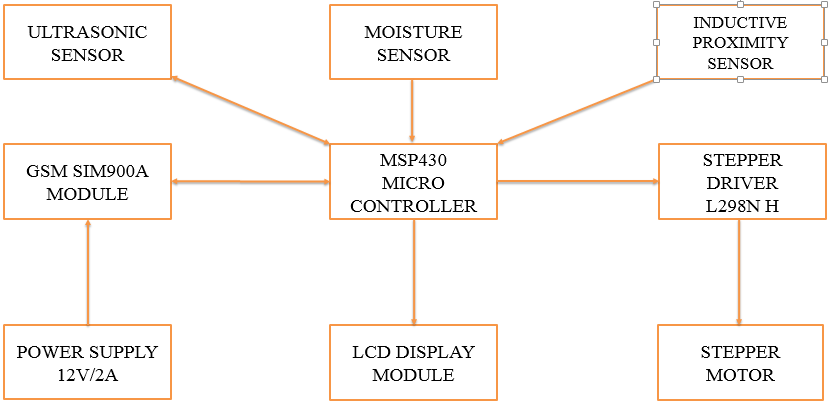 ULTRASONIC
SENSOR
MOISTURE
SENSOR
INDUCTIVE
PROXIMITY
SENSOR
GSM SIM900A
MODULE
MSP430
MICRO
CONTROLLER
STEPPER
DRIVER
L298N H
POWER SUPPLY
12V/2A
LCD DISPLAY
MODULE
STEPPER
MOTOR